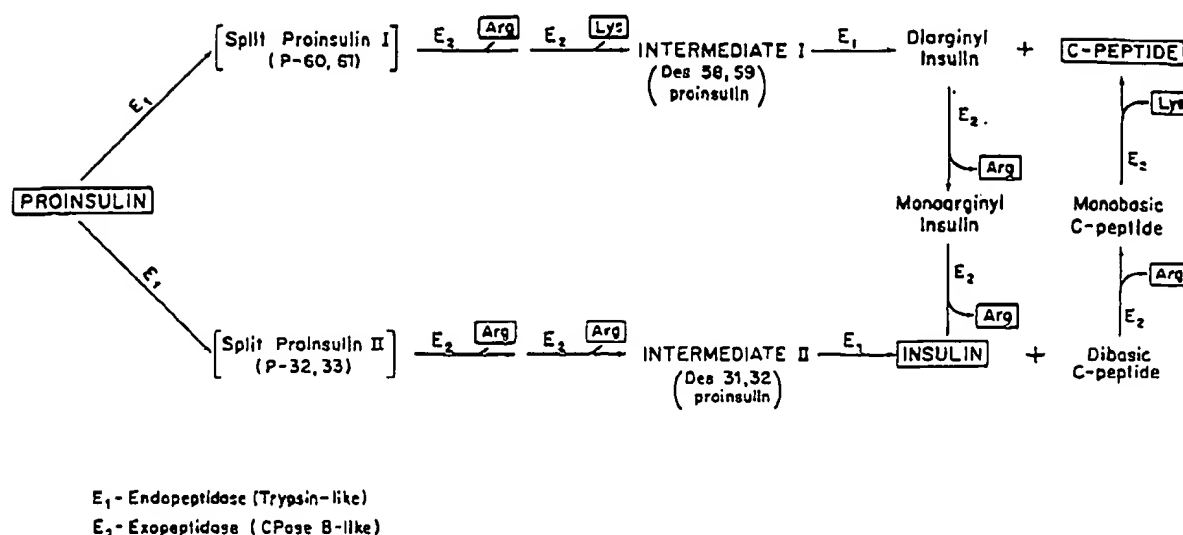 [Split Proinsulin I]
(P-60, 61)
E₂
Arg
E₂
Lys
INTERMEDIATE I
(Des 58, 59
proinsulin)
E₁
Diarginyl
Insulin
+
C-PEPTIDE
E₁
E₂
Arg
Lys
E₂
PROINSULIN
Monoarginyl
Insulin
Monobasic
C-peptide
E₁
E₂
Arg
Arg
E₂
[Split Proinsulin II]
(P-32, 33)
E₂
Arg
E₂
Arg
INTERMEDIATE II
(Des 31, 32
proinsulin)
E₁
INSULIN
+
Dibasic
C-peptide
E₁- Endopeptidase (Trypsin-like)
E₂- Exopeptidase (CPase B-like)